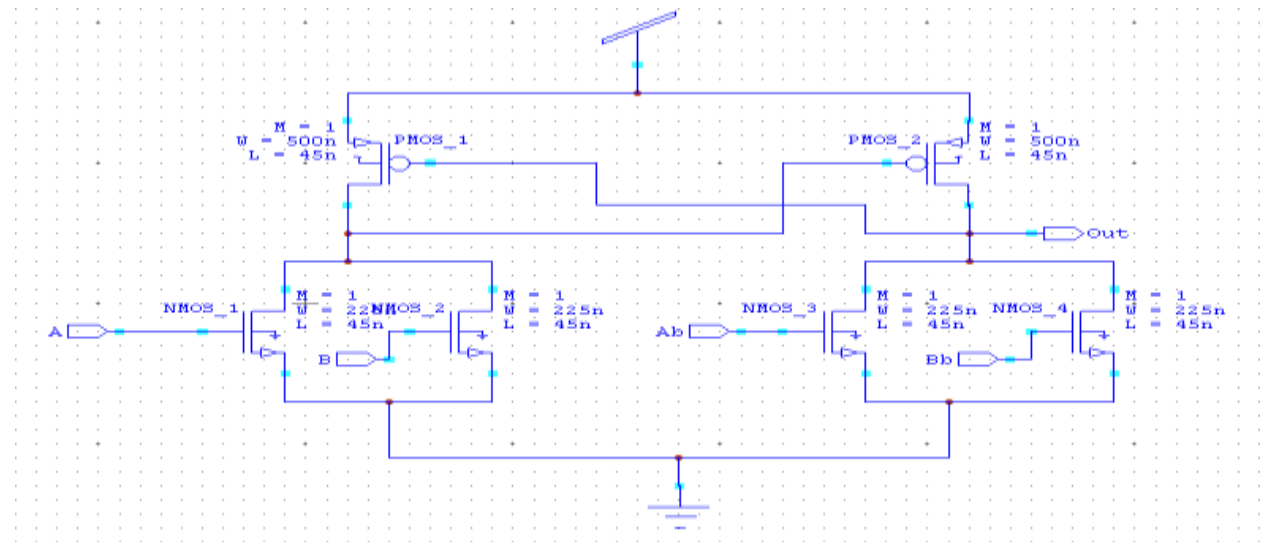 M = 1
W = 500n
L = 45n
PMOS_1
PMOS_2
M = 1
W = 500n
L = 45n
Out
NMOS_1
M = 1
L = 45n
NMOS_2
M = 1
W = 225n
L = 45n
NMOS_3
M = 1
W = 225n
L = 45n
NMOS_4
M = 1
W = 225n
L = 45n
A
B
Ab
Bb